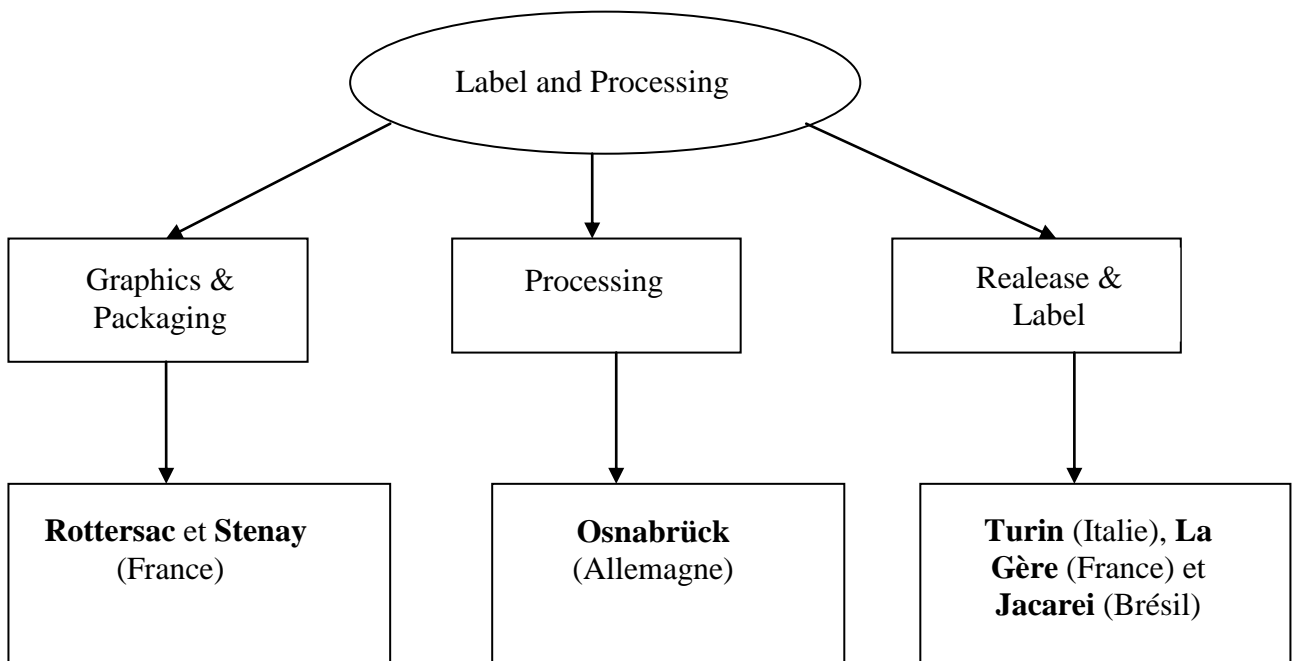 Label and Processing
Graphics &
Packaging
Processing
Realease &
Label
Rottersac et Stenay
(France)
Osnabrück
(Allemagne)
Turin (Italie), La
Gère (France) et
Jacarei (Brésil)